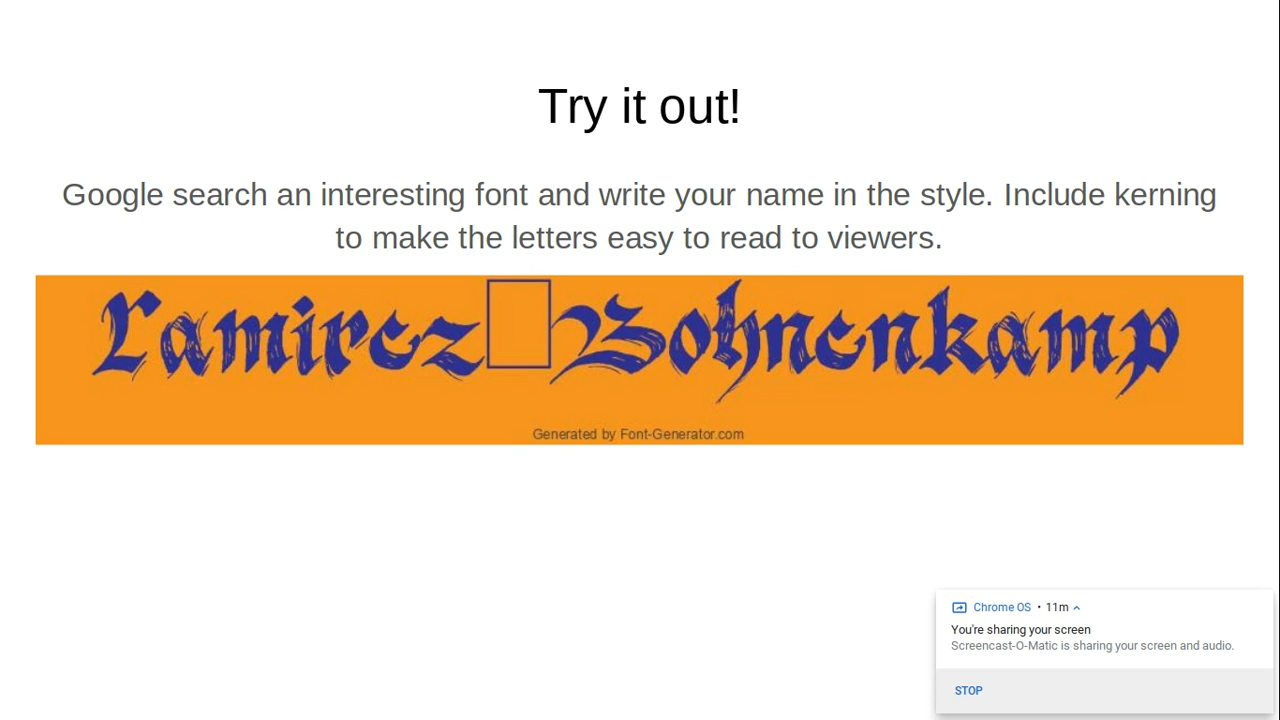 Try it out!
Google search an interesting font and write your name in the style. Include kerning
to make the letters easy to read to viewers.
Ramirez Bohnenkamp
Generated by Font-Generator.com
Chrome OS • 11m
You're sharing your screen
Screencast-O-Matic is sharing your screen and audio.
STOP